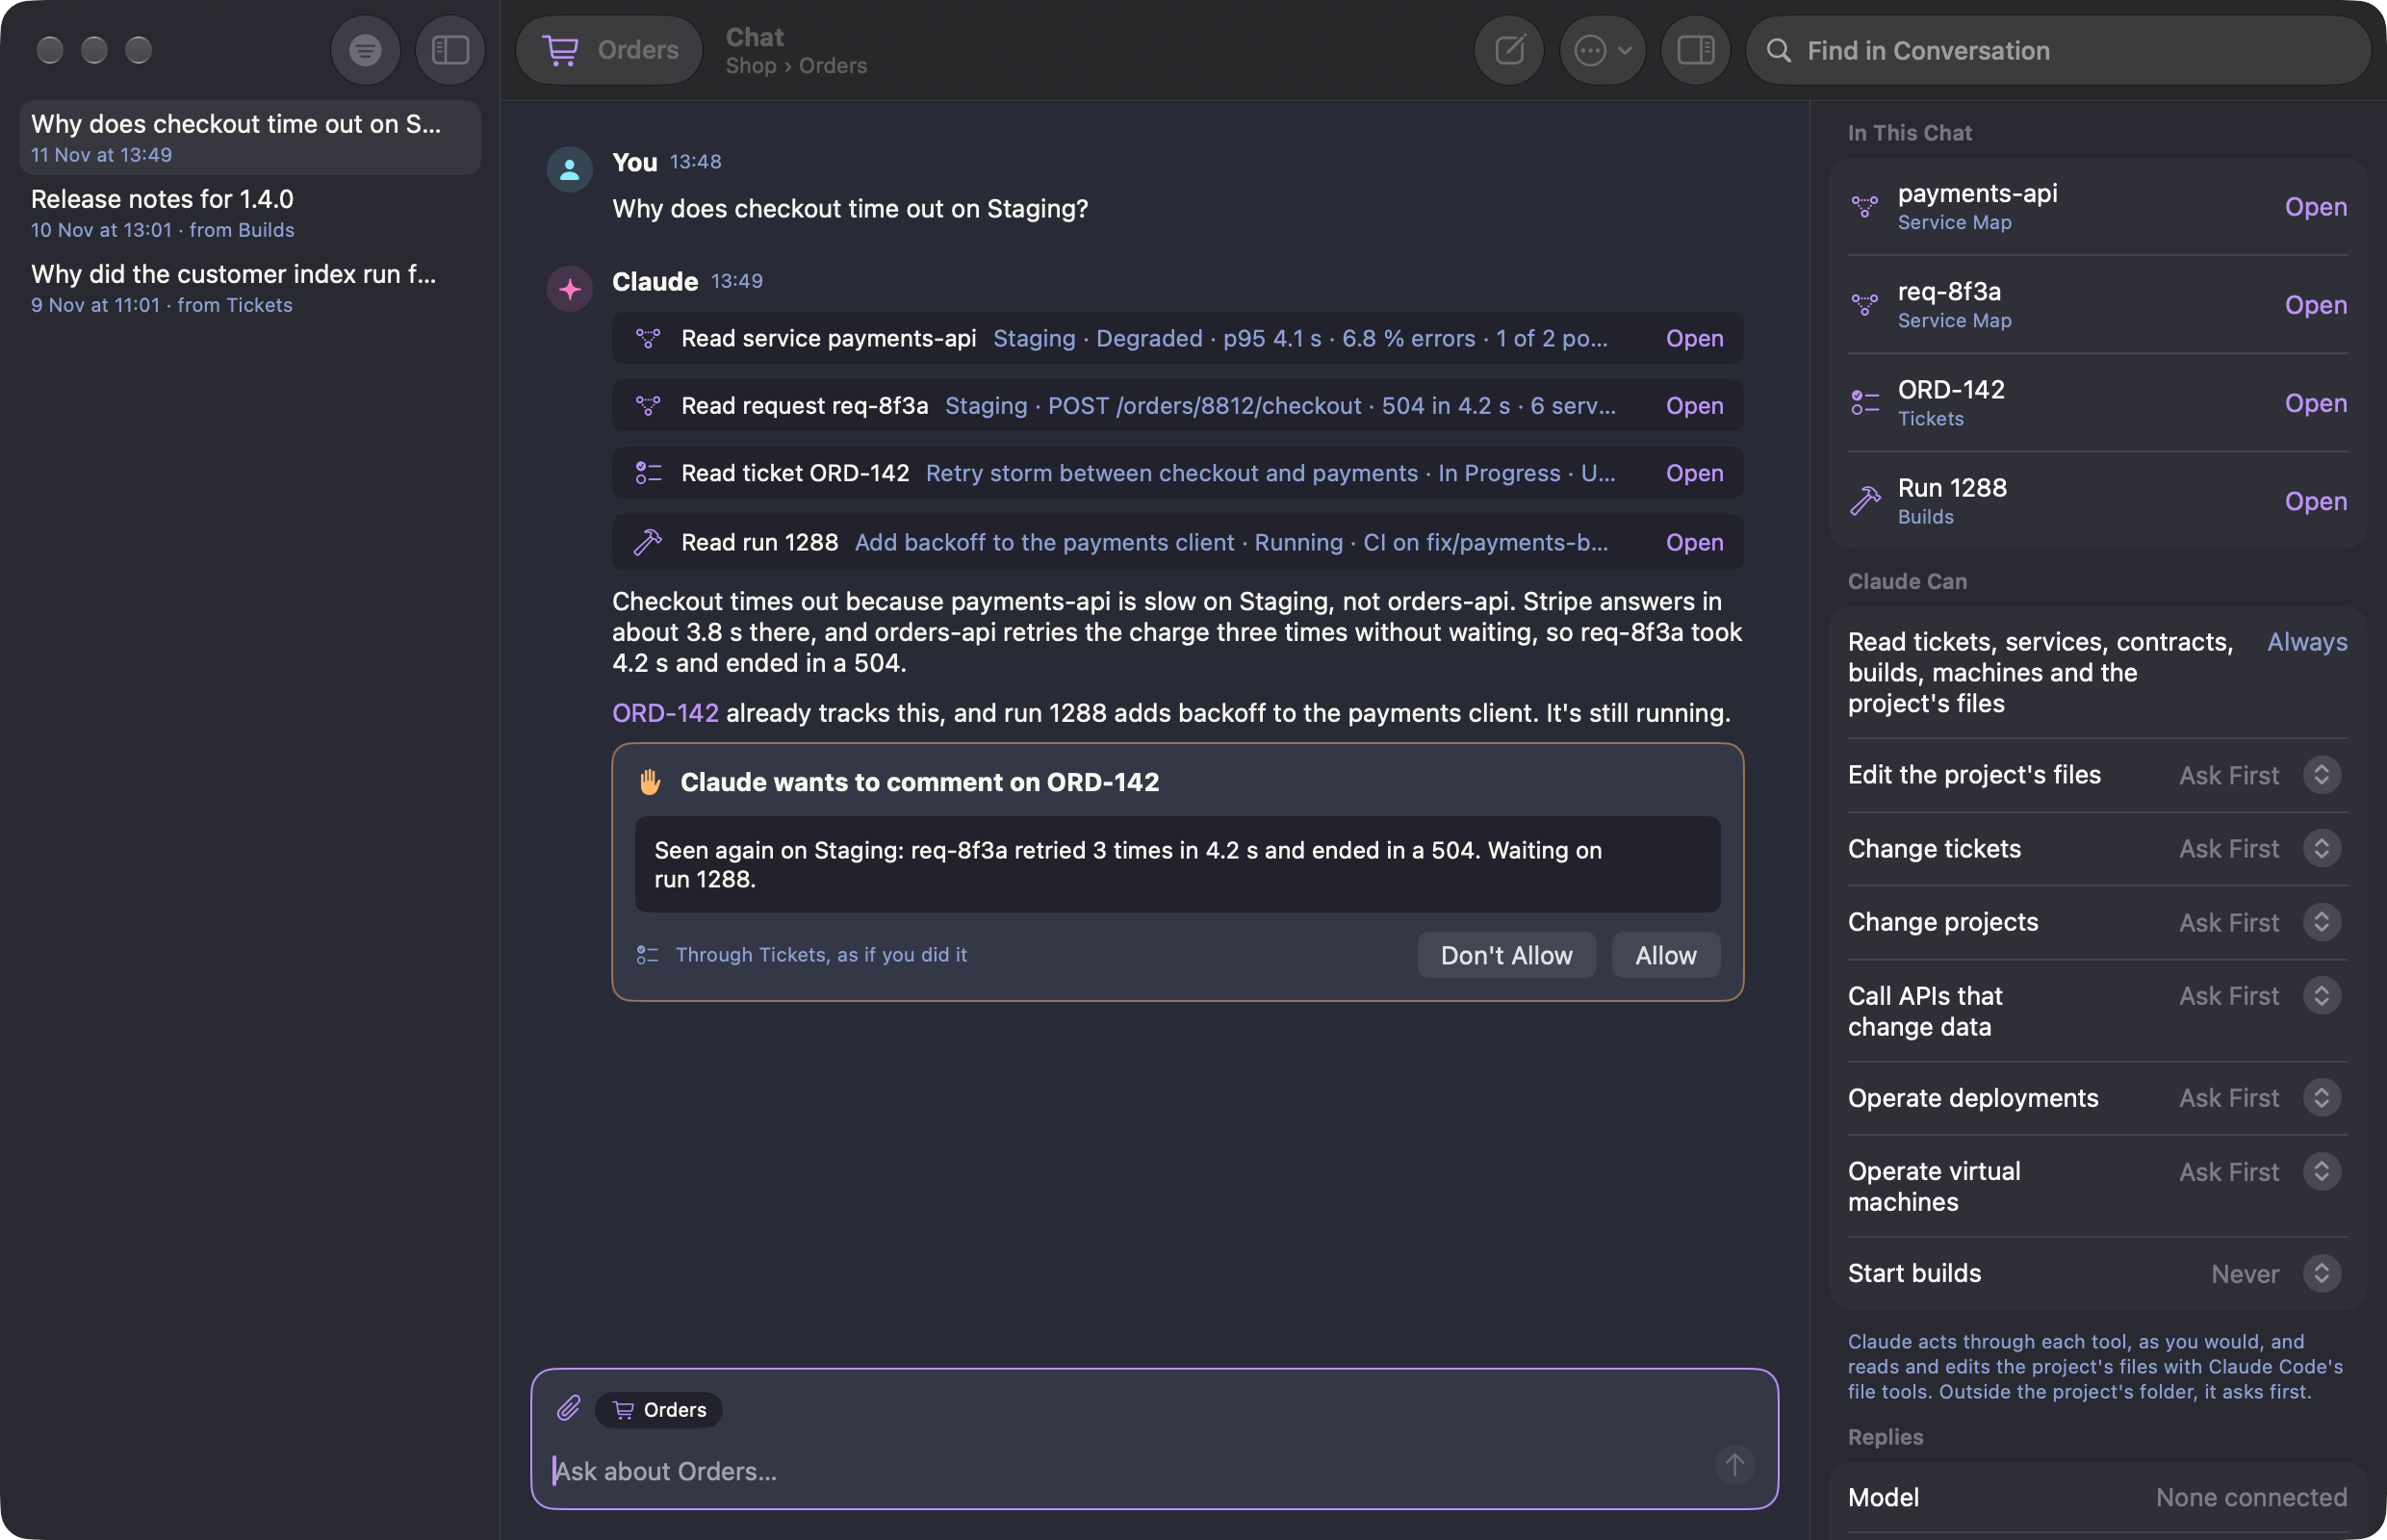 Orders
Chat
Shop › Orders
Find in Conversation
Why does checkout time out on S...
11 Nov at 13:49
Release notes for 1.4.0
10 Nov at 13:01 · from Builds
Why did the customer index run f...
9 Nov at 11:01 · from Tickets
You 13:48
Why does checkout time out on Staging?
Claude 13:49
Read service payments-api Staging · Degraded · p95 4.1 s · 6.8 % errors · 1 of 2 po... Open
Read request req-8f3a Staging · POST /orders/8812/checkout · 504 in 4.2 s · 6 serv... Open
Read ticket ORD-142 Retry storm between checkout and payments · In Progress · U... Open
Read run 1288 Add backoff to the payments client · Running · CI on fix/payments-b... Open
Checkout times out because payments-api is slow on Staging, not orders-api. Stripe answers in
about 3.8 s there, and orders-api retries the charge three times without waiting, so req-8f3a took
4.2 s and ended in a 504.
ORD-142 already tracks this, and run 1288 adds backoff to the payments client. It's still running.
Claude wants to comment on ORD-142
Seen again on Staging: req-8f3a retried 3 times in 4.2 s and ended in a 504. Waiting on
run 1288.
Through Tickets, as if you did it
Don't Allow
Allow
Orders
Ask about Orders...
In This Chat
payments-api
Service Map
Open
req-8f3a
Service Map
Open
ORD-142
Tickets
Open
Run 1288
Builds
Open
Claude Can
Read tickets, services, contracts, Always
builds, machines and the
project's files
Edit the project's files Ask First
Change tickets Ask First
Change projects Ask First
Call APIs that Ask First
change data
Operate deployments Ask First
Operate virtual Ask First
machines
Start builds Never
Claude acts through each tool, as you would, and
reads and edits the project's files with Claude Code's
file tools. Outside the project's folder, it asks first.
Replies
Model None connected